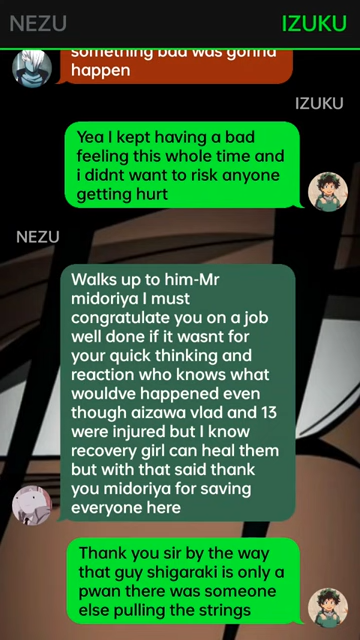 NEZU
IZUKU
something bad was gonna
happen
IZUKU
Yea I kept having a bad
feeling this whole time and
i didnt want to risk anyone
getting hurt
NEZU
Walks up to him-Mr
midoriya I must
congratulate you on a job
well done if it wasnt for
your quick thinking and
reaction who knows what
wouldve happened even
though aizawa vlad and 13
were injured but I know
recovery girl can heal them
but with that said thank
you midoriya for saving
everyone here
Thank you sir by the way
that guy shigaraki is only a
pwan there was someone
else pulling the strings